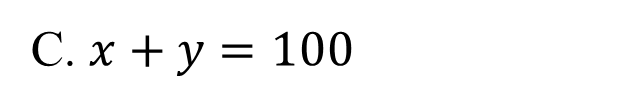 C. x + y = 100